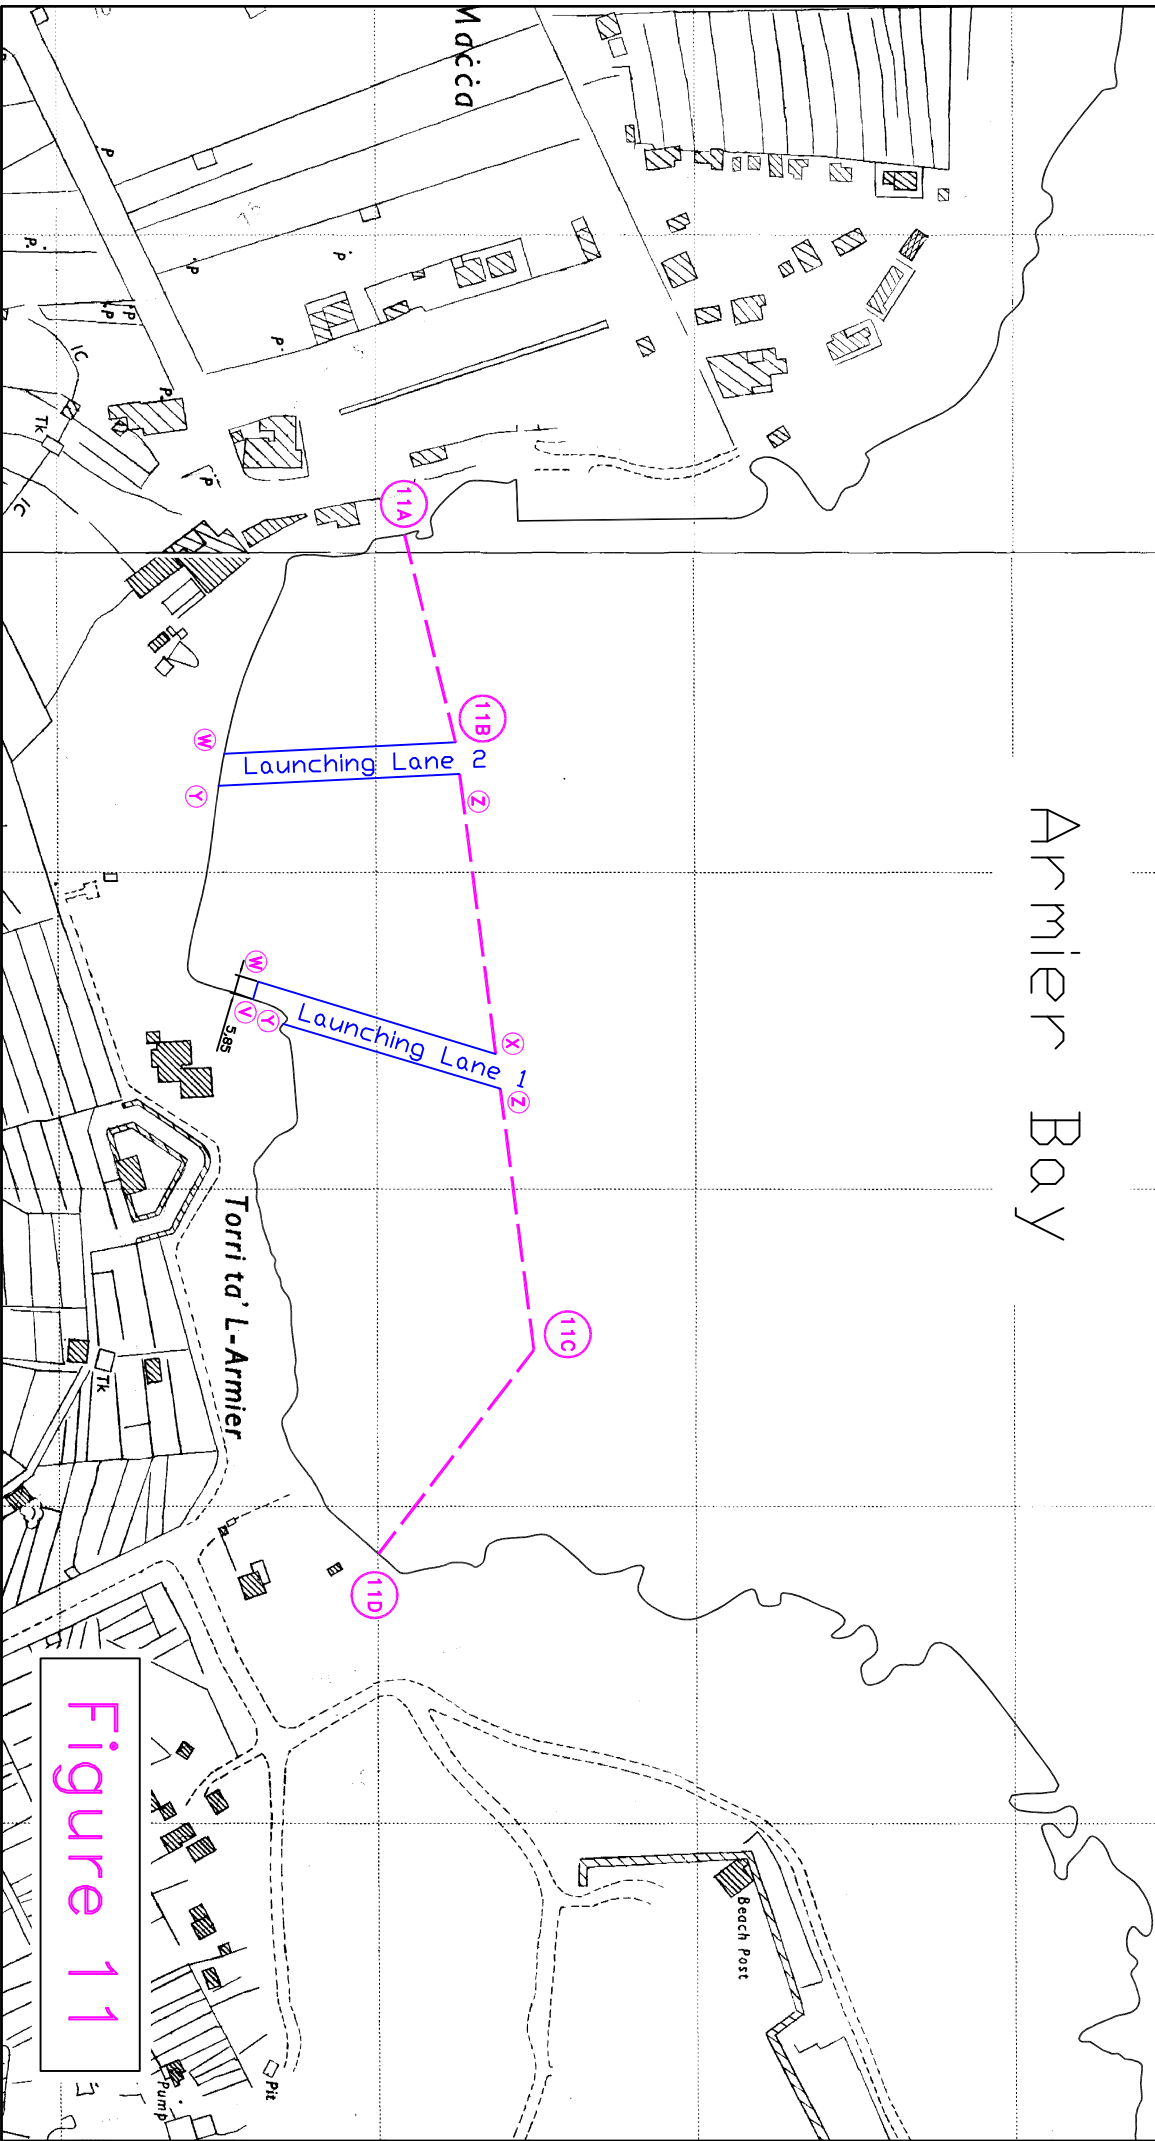 Armier Bay
Maċċa
11A
11B
11C
11D
W
Y
Launching Lane 2
Z
W
V
Y
Launching Lane 1
X
Z
5.85
Torri ta' L-Armier
Beach Post
Tk
Tk
IC
IC
P
P
P
P
P
P
P
P
P
75
Pit
Pump
Figure 11